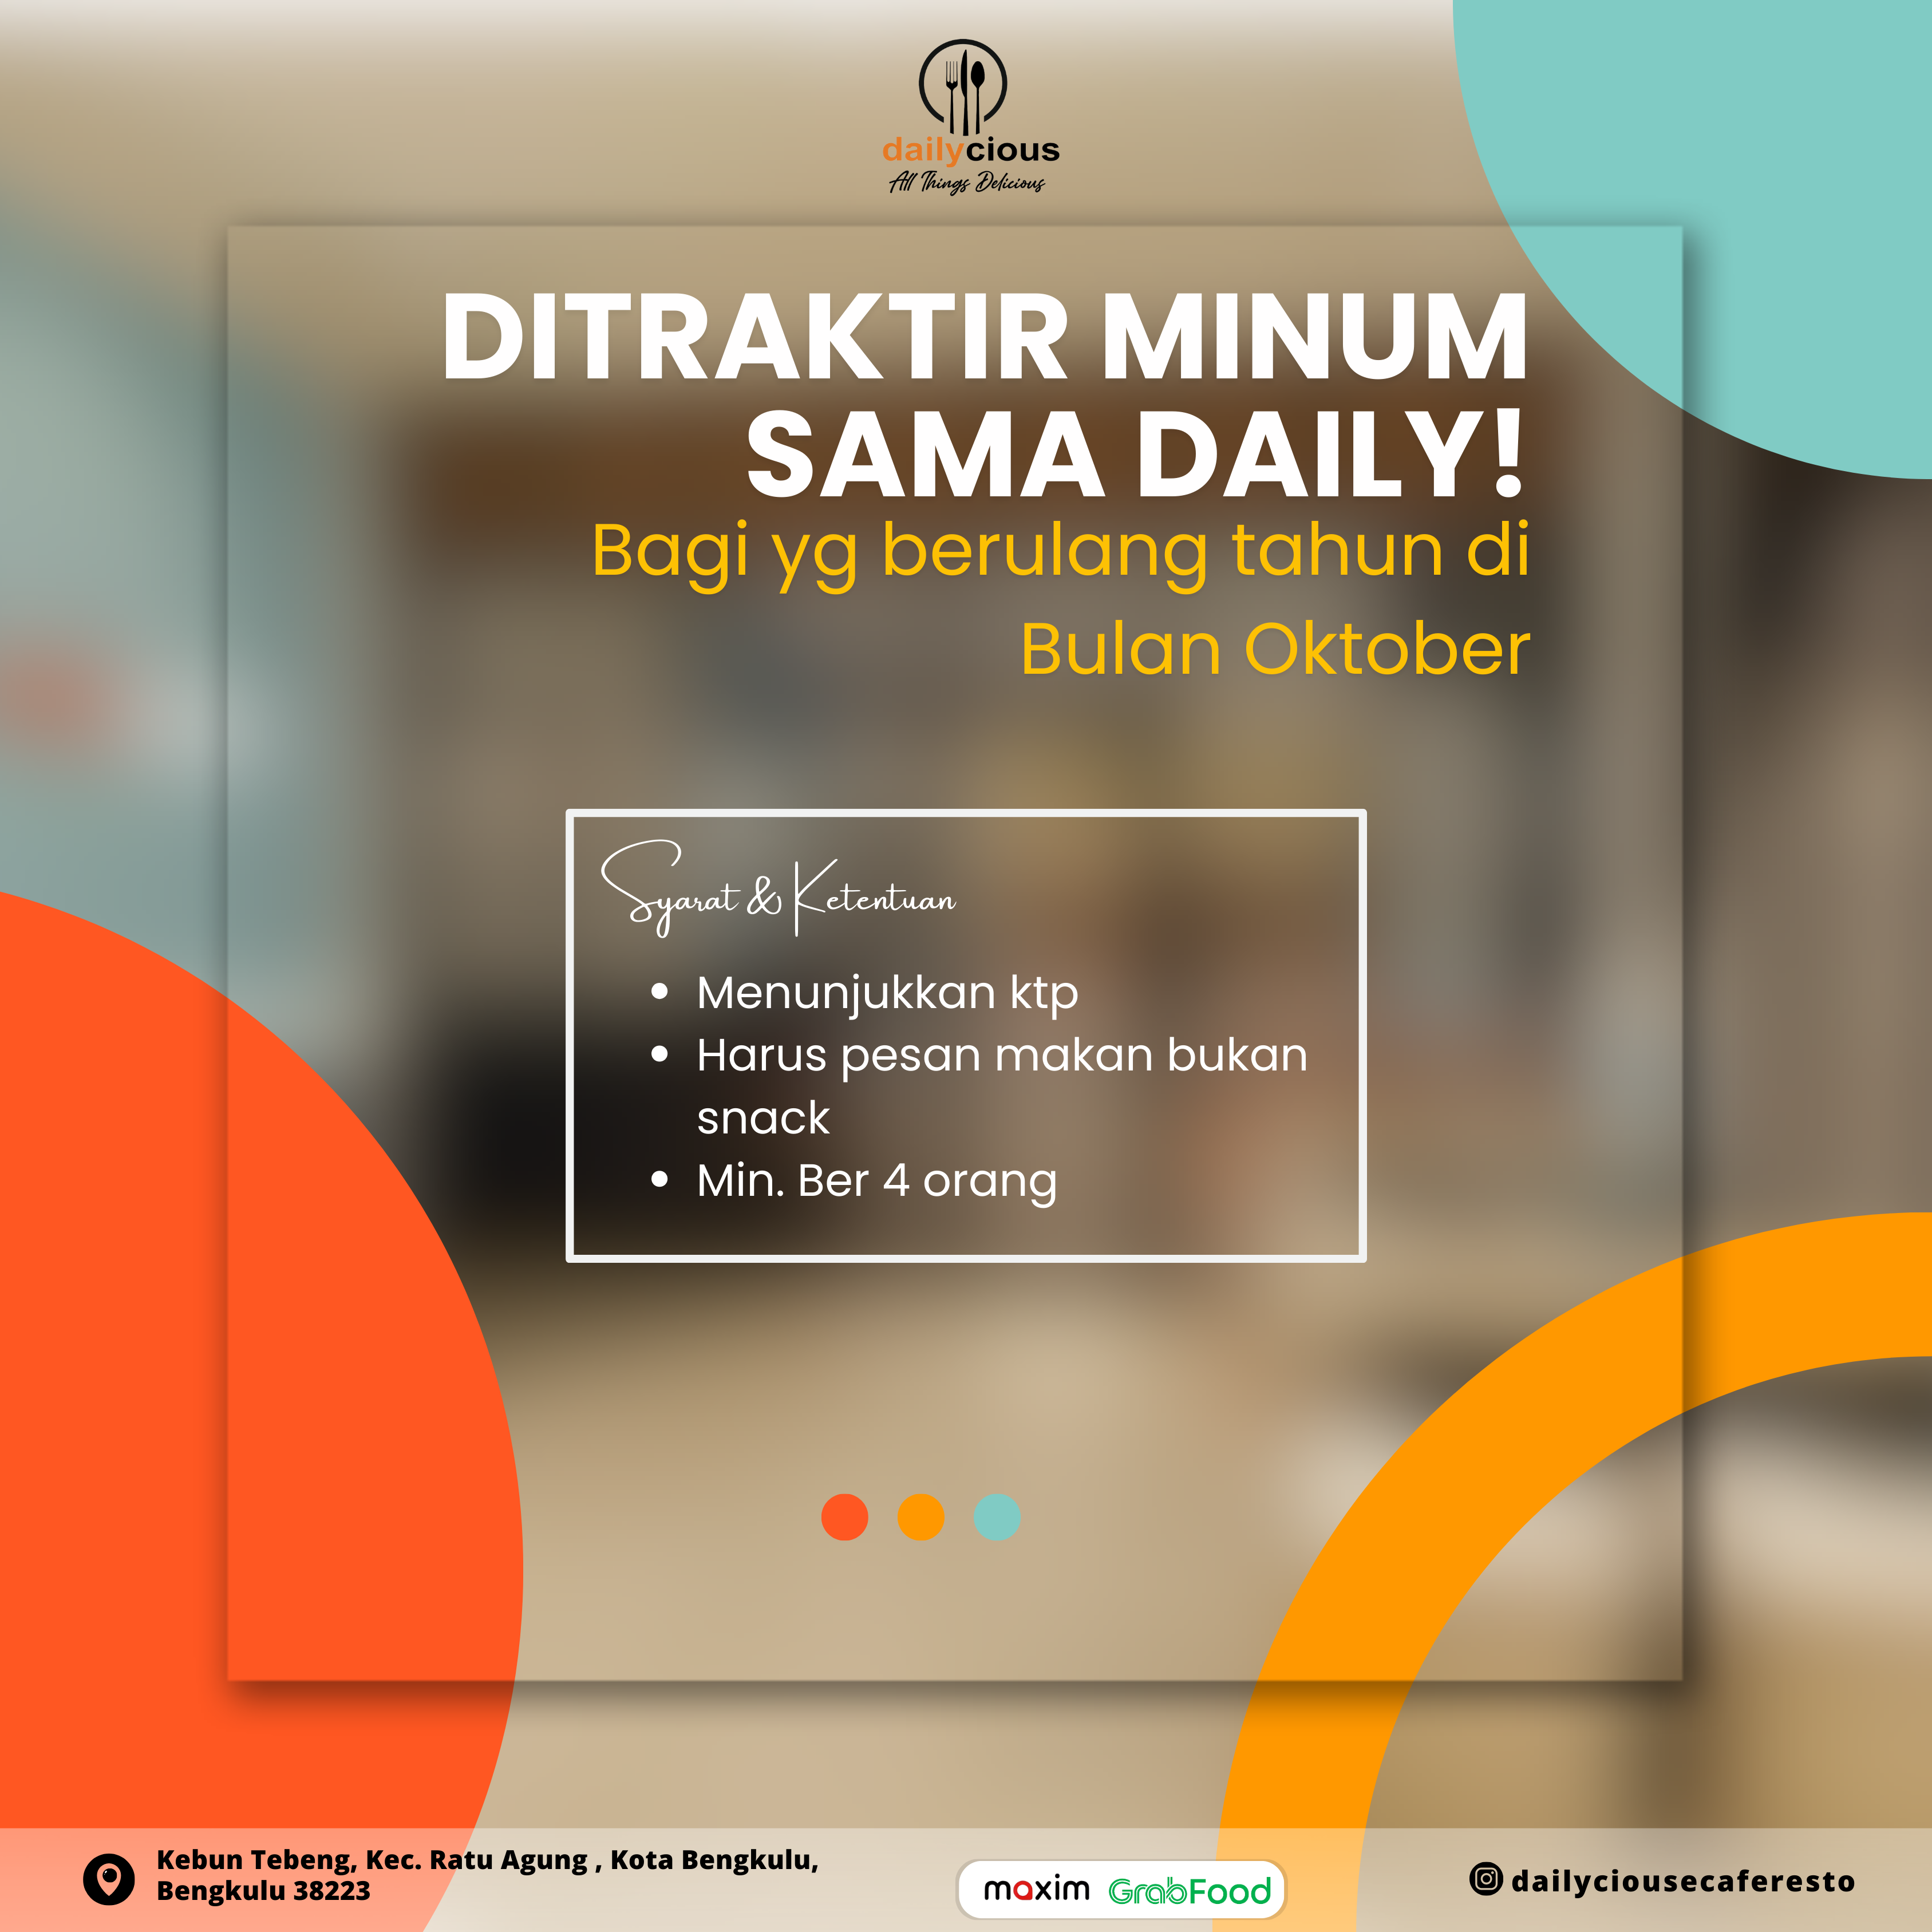 dailycious
All Things Delicious
DITRAKTIR MINUM
SAMA DAILY!
Bagi yg berulang tahun di
Bulan Oktober
Syarat & Ketentuan
• Menunjukkan ktp
• Harus pesan makan bukan
snack
• Min. Ber 4 orang
Kebun Tebeng, Kec. Ratu Agung , Kota Bengkulu,
Bengkulu 38223
maxim GrabFood
dailyciousecaferesto